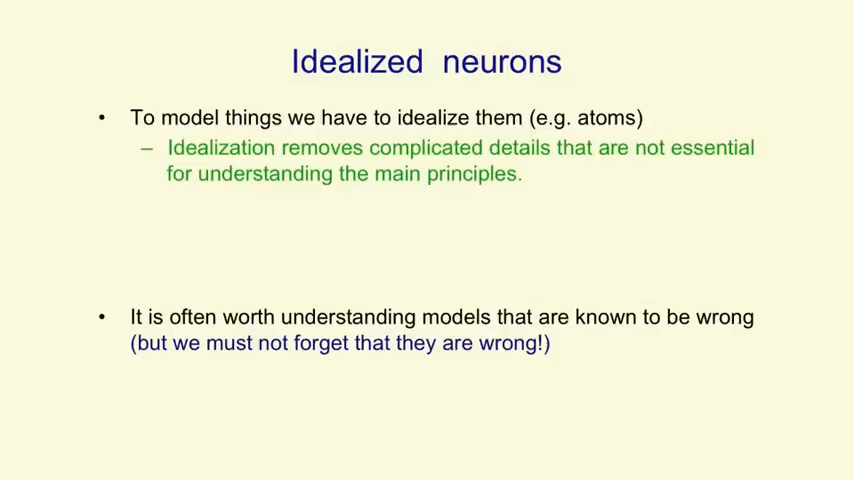 Idealized neurons
• To model things we have to idealize them (e.g. atoms)
– Idealization removes complicated details that are not essential
for understanding the main principles.
• It is often worth understanding models that are known to be wrong
(but we must not forget that they are wrong!)